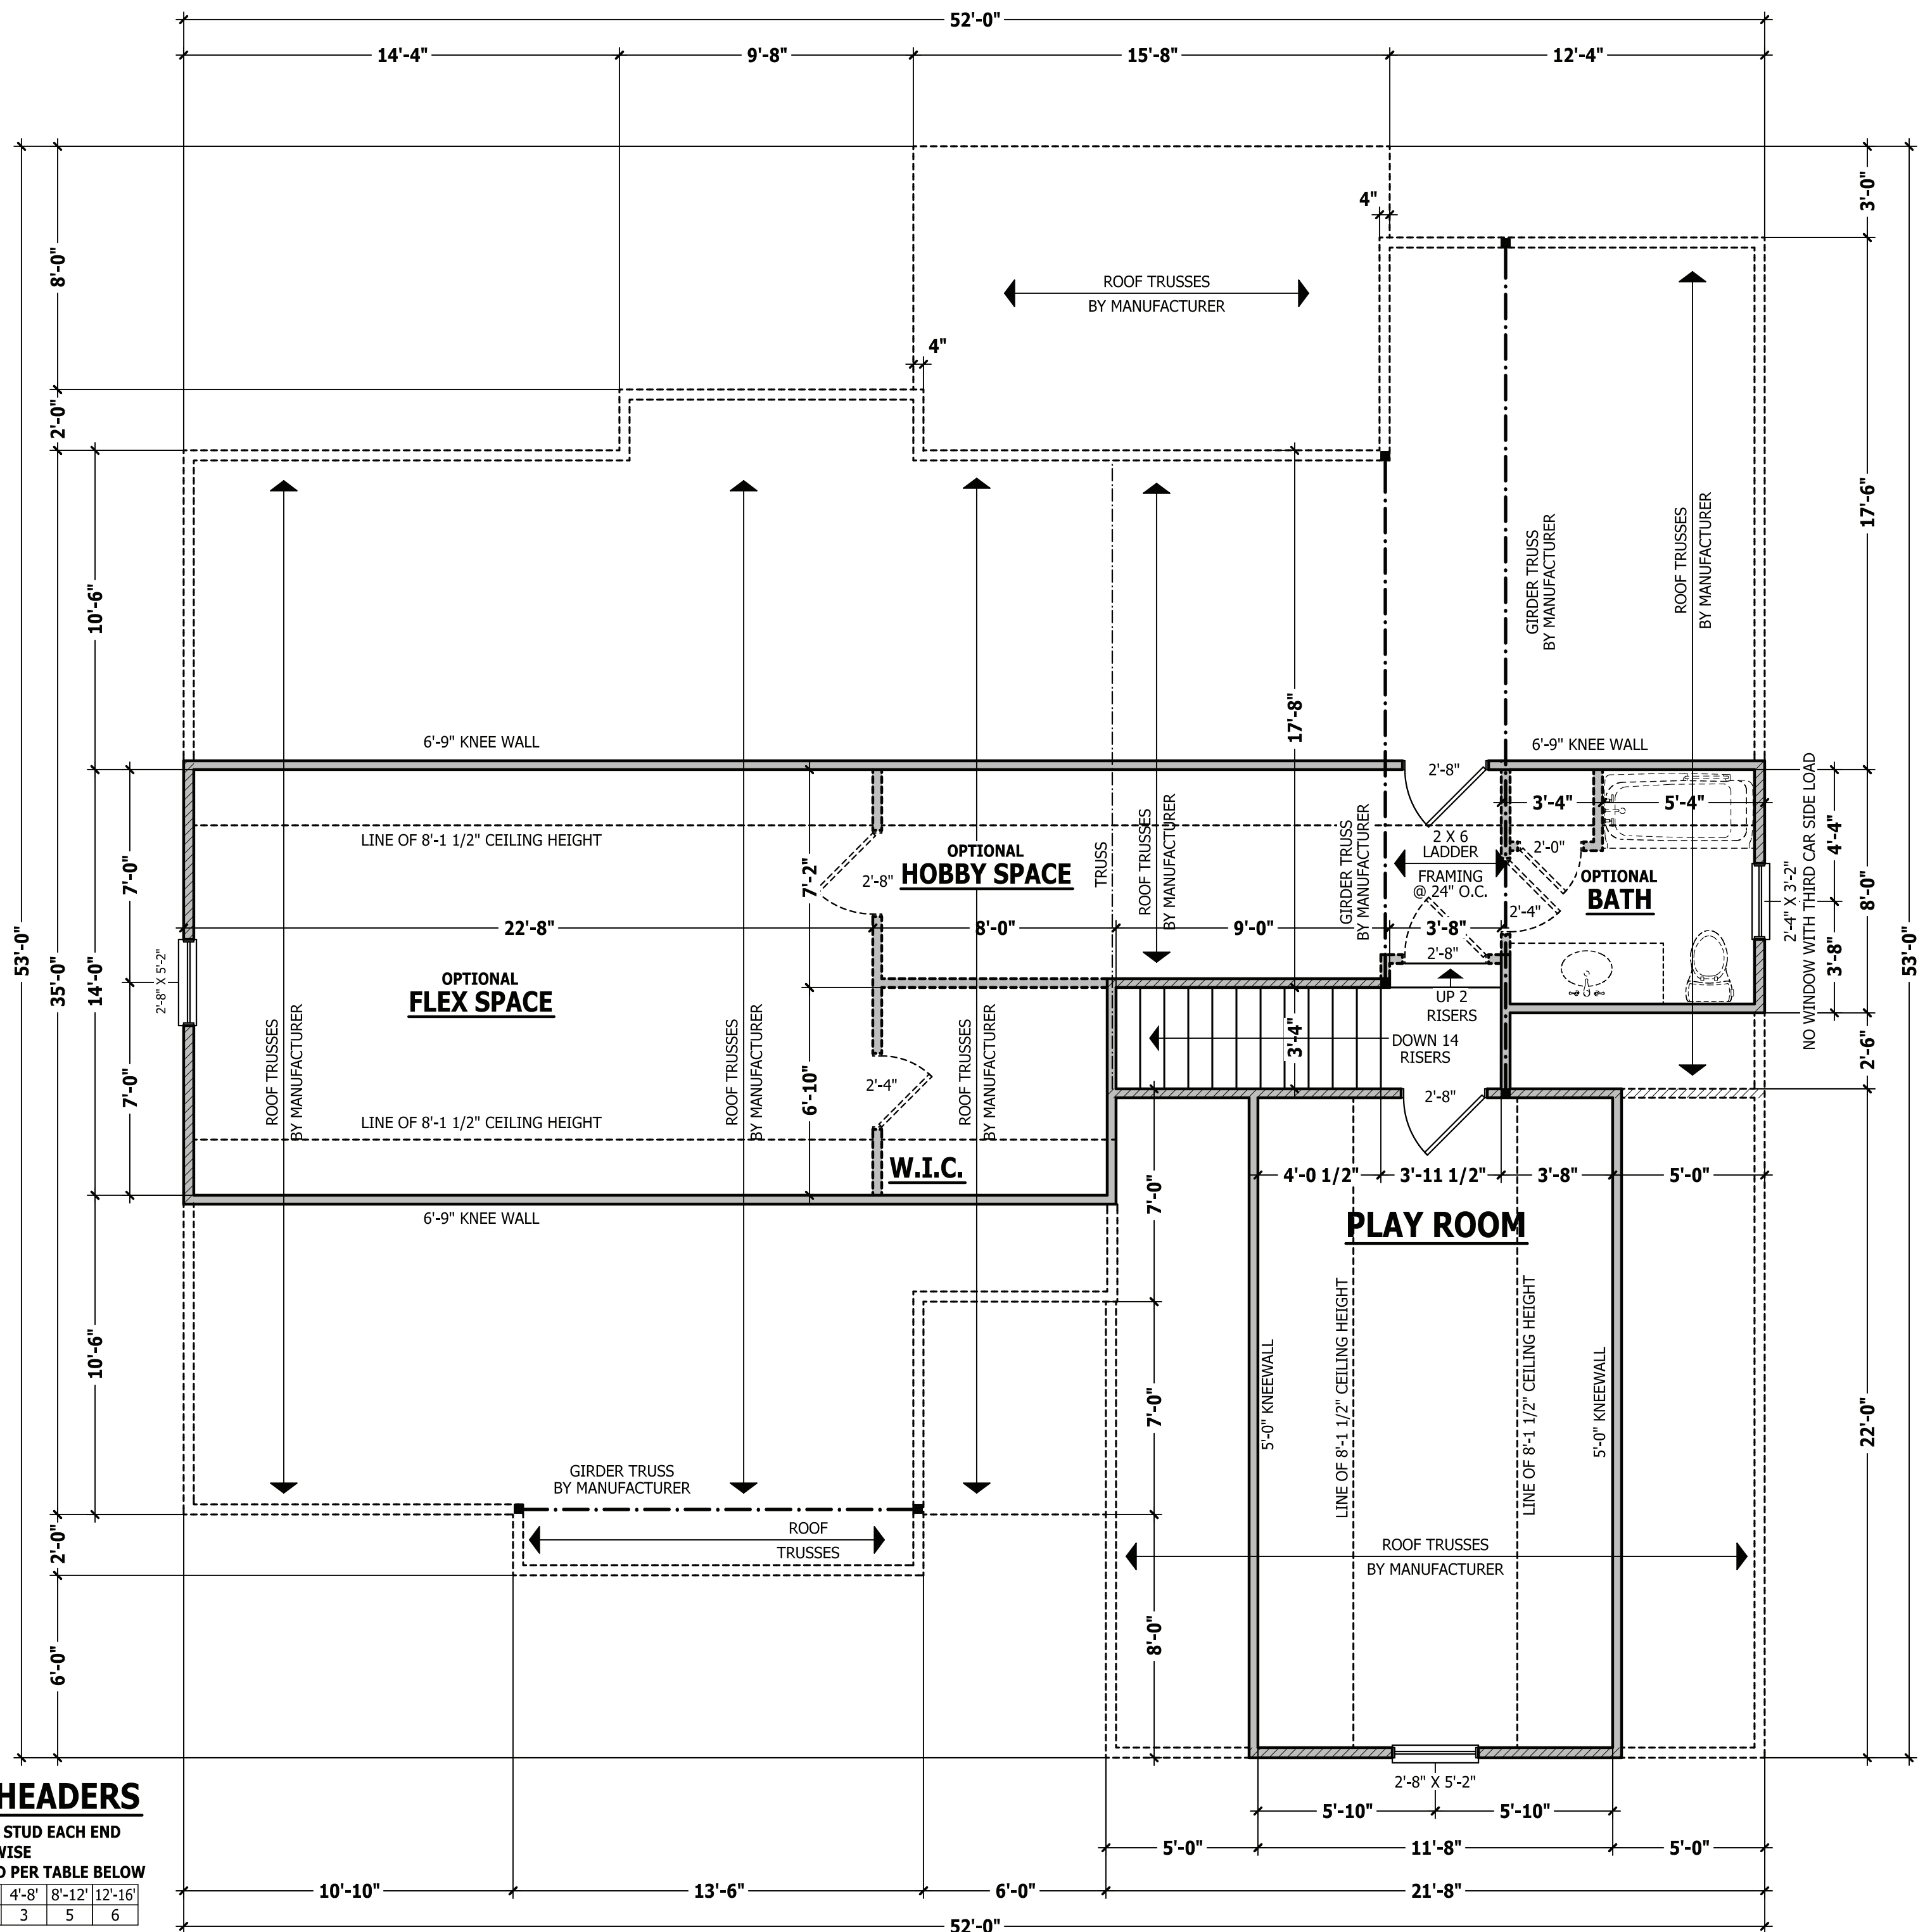 52'-0"
14'-4"
9'-8"
15'-8"
12'-4"
4"
3'-0"
8'-0"
ROOF TRUSSES
BY MANUFACTURER
4"
2'-0"
17'-6"
10'-6"
GIRDER TRUSS
BY MANUFACTURER
ROOF TRUSSES
BY MANUFACTURER
17'-8"
6'-9" KNEE WALL
6'-9" KNEE WALL
2'-8"
3'-4"
5'-4"
LINE OF 8'-1 1/2" CEILING HEIGHT
7'-0"
7'-2"
2'-8"
OPTIONAL
HOBBY SPACE
TRUSS
ROOF TRUSSES
BY MANUFACTURER
GIRDER TRUSS
BY MANUFACTURER
2 X 6
LADDER
FRAMING
@ 24" O.C.
2'-0"
OPTIONAL
BATH
2'-4"
4'-4"
8'-0"
3'-8"
2'-4" X 3'-2"
NO WINDOW WITH THIRD CAR SIDE LOAD
53'-0"
35'-0"
14'-0"
53'-0"
22'-8"
8'-0"
9'-0"
3'-8"
2'-8"
2'-8" X 5'-2"
OPTIONAL
FLEX SPACE
UP 2
RISERS
DOWN 14
RISERS
3'-4"
2'-6"
ROOF TRUSSES
BY MANUFACTURER
ROOF TRUSSES
BY MANUFACTURER
ROOF TRUSSES
BY MANUFACTURER
7'-0"
6'-10"
2'-4"
2'-8"
LINE OF 8'-1 1/2" CEILING HEIGHT
W.I.C.
7'-0"
4'-0 1/2"
3'-11 1/2"
3'-8"
5'-0"
6'-9" KNEE WALL
PLAY ROOM
10'-6"
7'-0"
5'-0" KNEEWALL
LINE OF 8'-1 1/2" CEILING HEIGHT
LINE OF 8'-1 1/2" CEILING HEIGHT
5'-0" KNEEWALL
22'-0"
GIRDER TRUSS
BY MANUFACTURER
ROOF
TRUSSES
ROOF TRUSSES
BY MANUFACTURER
2'-0"
6'-0"
8'-0"
2'-8" X 5'-2"
5'-10"
5'-10"
5'-0"
11'-8"
5'-0"
10'-10"
13'-6"
6'-0"
21'-8"
52'-0"
HEADERS
STUD EACH END
WISE
D PER TABLE BELOW
4'-8' 8'-12' 12'-16'
3 5 6